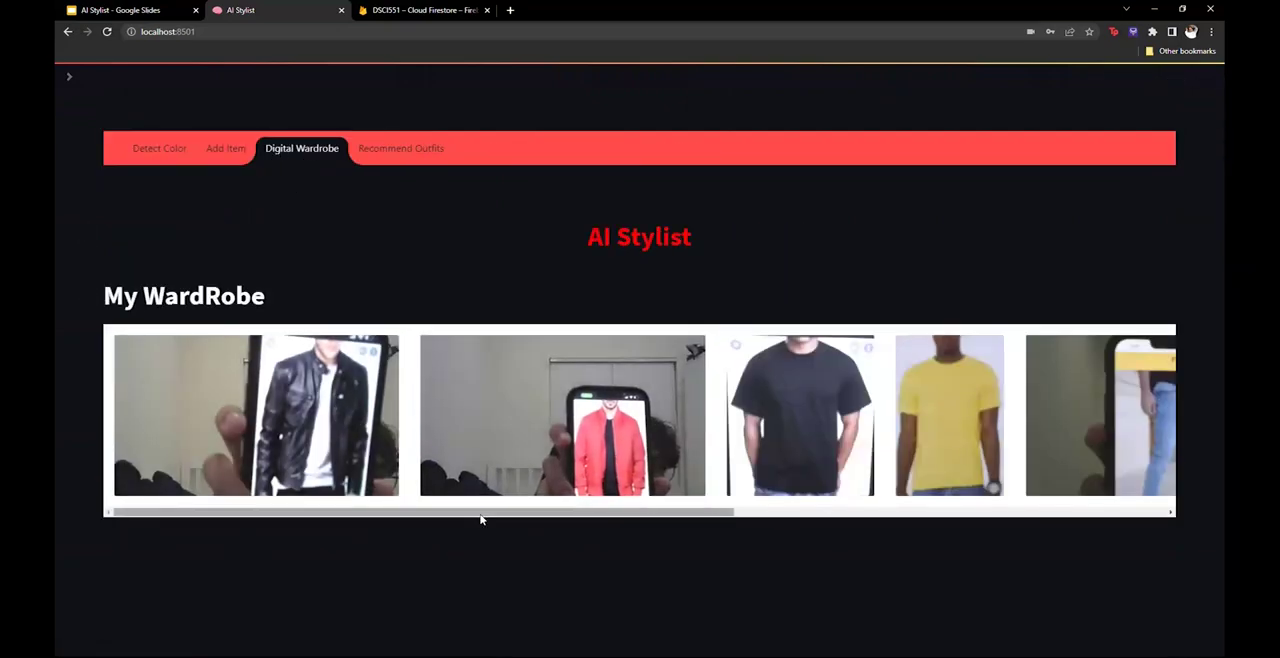 AI Stylist - Google Slides
AI Stylist
DSCI551 – Cloud Firestore – Fire
localhost:8501
Other bookmarks
Detect Color
Add Item
Digital Wardrobe
Recommend Outfits
AI Stylist
My WardRobe